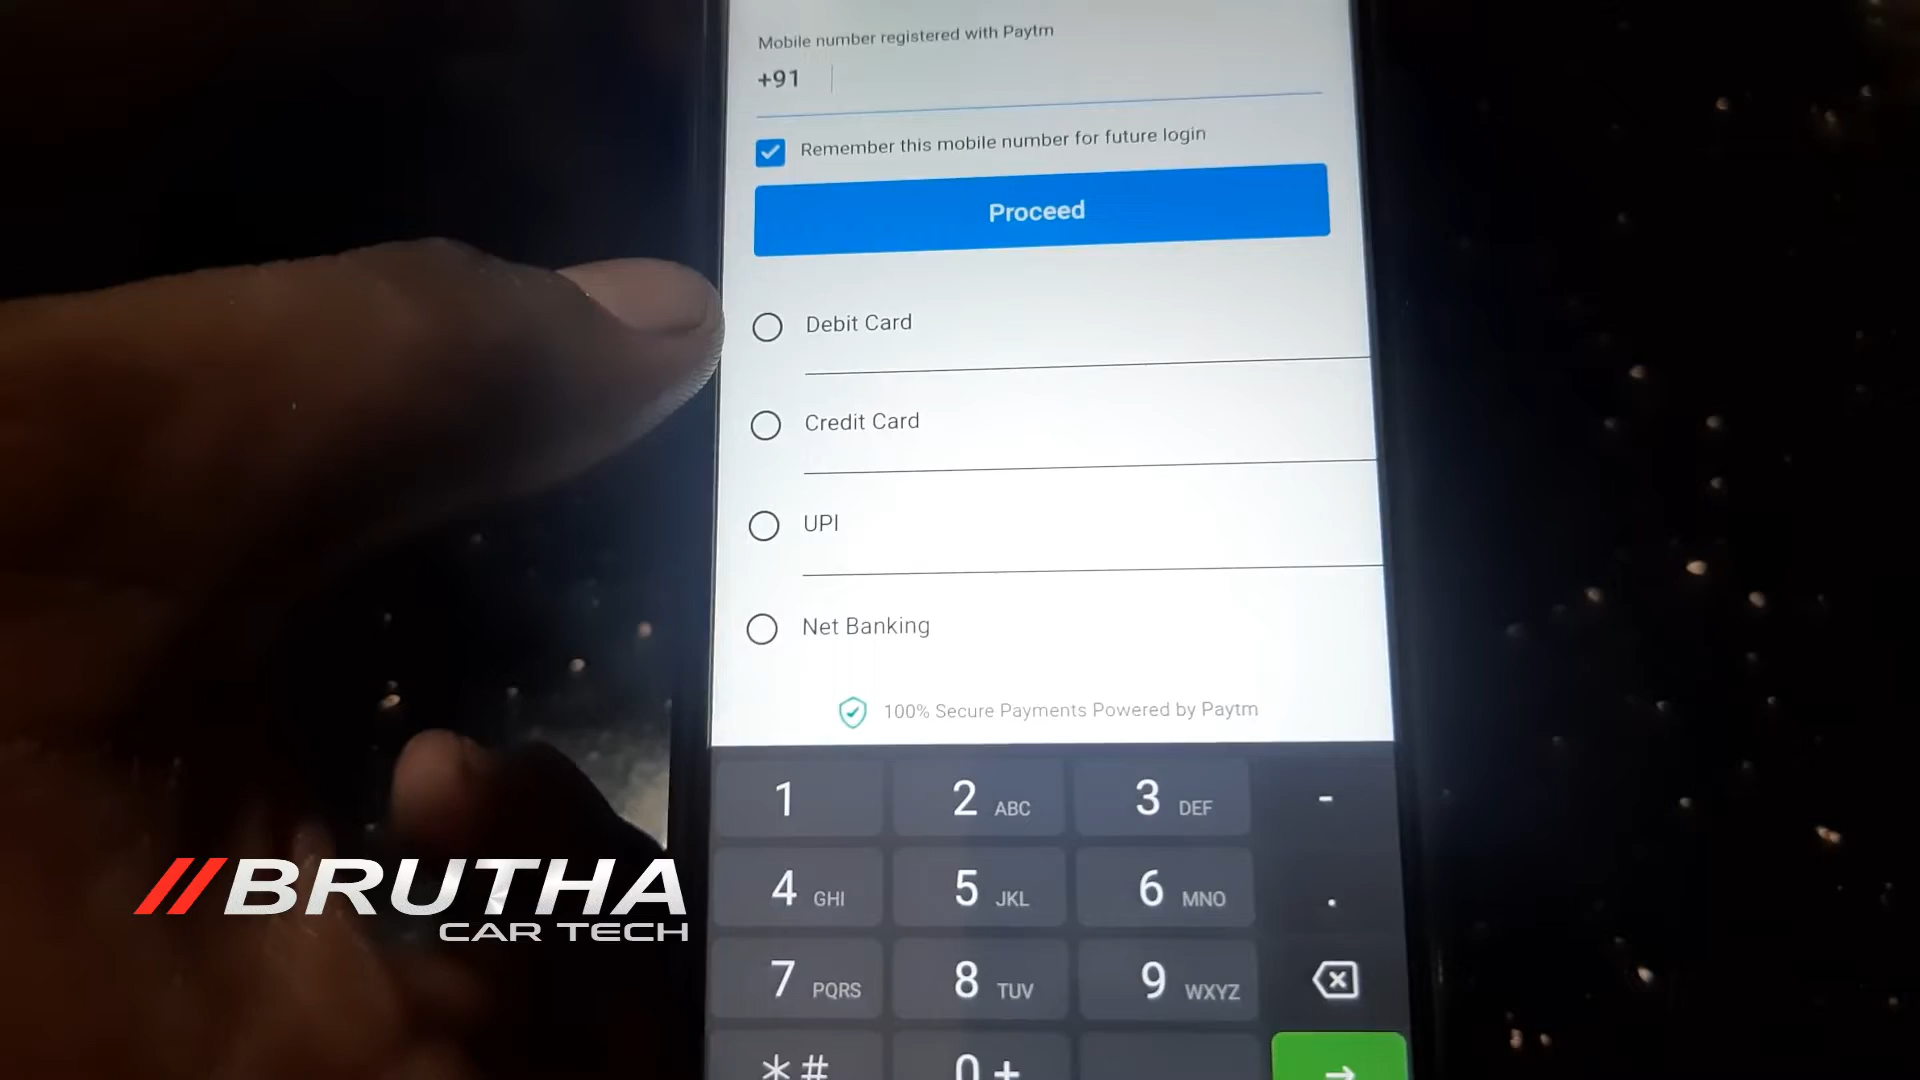 Mobile number registered with Paytm
+91
Remember this mobile number for future login
Proceed
Debit Card
Credit Card
UPI
Net Banking
100% Secure Payments Powered by Paytm
1
2 ABC
3 DEF
-
4 GHI
5 JKL
6 MNO
.
7 PQRS
8 TUV
9 WXYZ
*#
0 +
//BRUTHA
CAR TECH